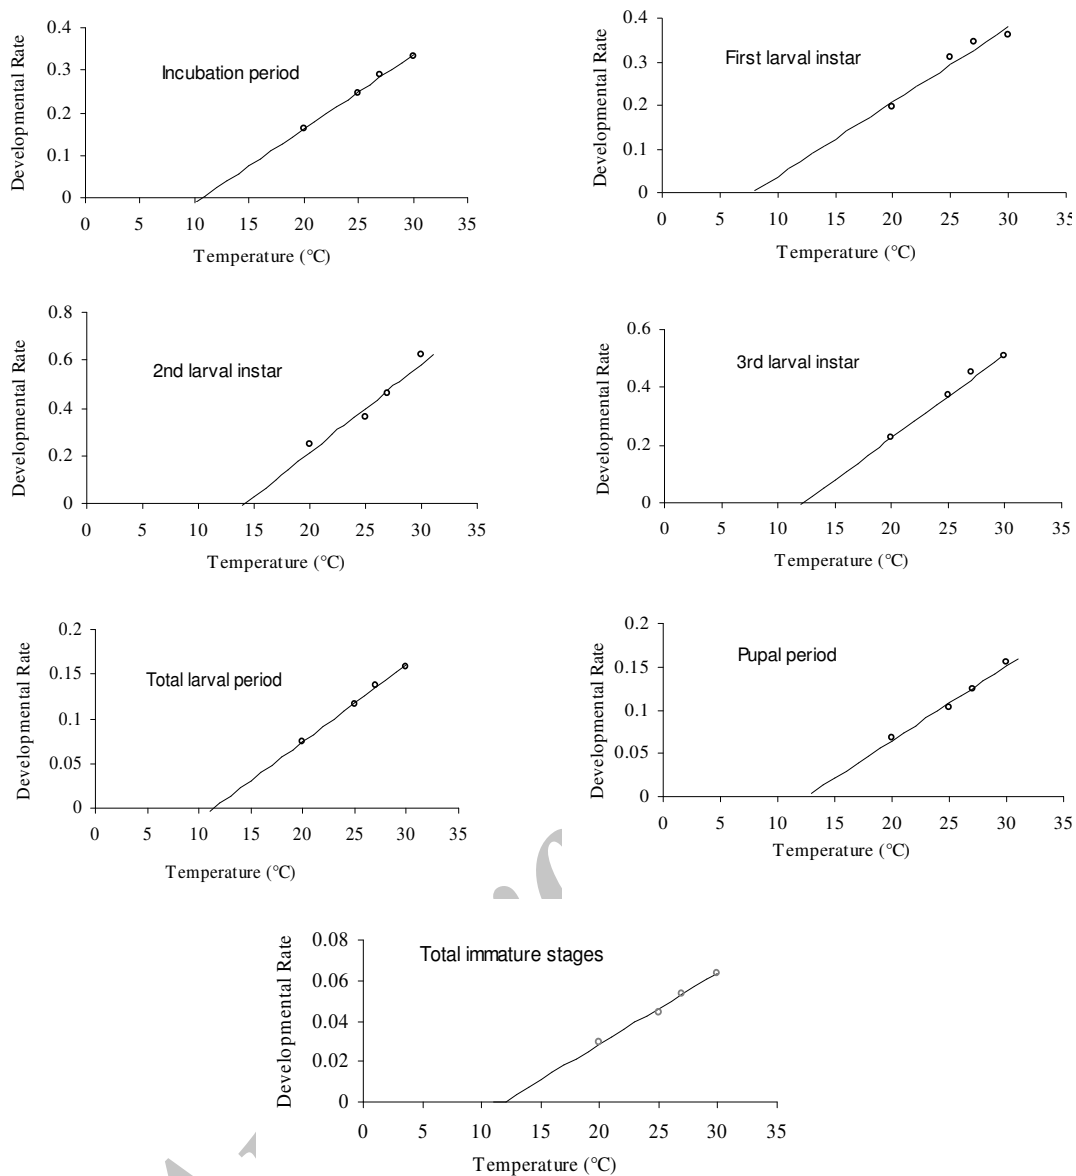 0.4
0.3
0.2
0.1
0
Developmental Rate
Incubation period
0 5 10 15 20 25 30 35
Temperature (°C)
0.4
0.3
0.2
0.1
0
Developmental Rate
First larval instar
0 5 10 15 20 25 30 35
Temperature (°C)
0.8
0.6
0.4
0.2
0
Developmental Rate
2nd larval instar
0 5 10 15 20 25 30 35
Temperature (°C)
0.6
0.4
0.2
0
Developmental Rate
3rd larval instar
0 5 10 15 20 25 30 35
Temperature (°C)
0.2
0.15
0.1
0.05
0
Developmental Rate
Total larval period
0 5 10 15 20 25 30 35
Temperature (°C)
0.2
0.15
0.1
0.05
0
Developmental Rate
Pupal period
0 5 10 15 20 25 30 35
Temperature (°C)
0.08
0.06
0.04
0.02
0
Developmental Rate
Total immature stages
0 5 10 15 20 25 30 35
Temperature (°C)